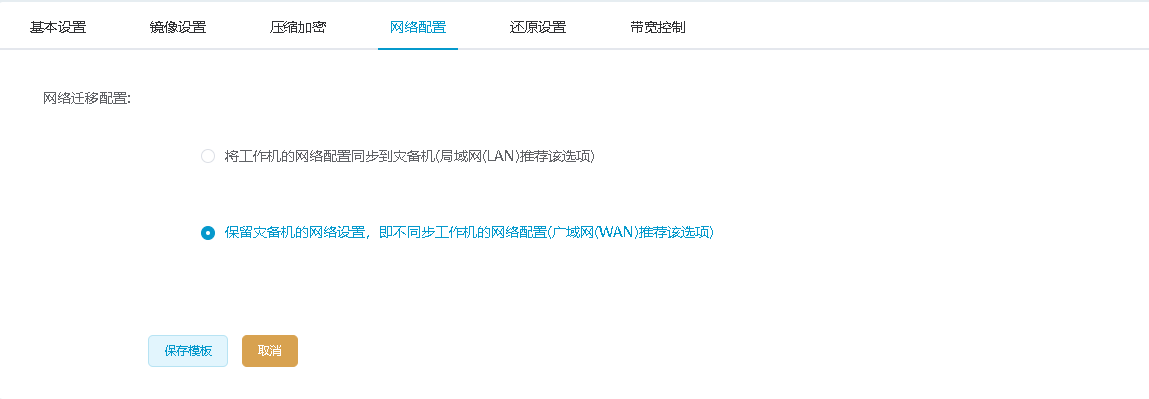 基本设置 镜像设置 压缩加密 网络配置 还原设置 带宽控制
网络迁移配置:
将工作机的网络配置同步到灾备机(局域网(LAN)推荐该选项)
保留灾备机的网络设置，即不同步工作机的网络配置(广域网(WAN)推荐该选项)
保存模板 取消